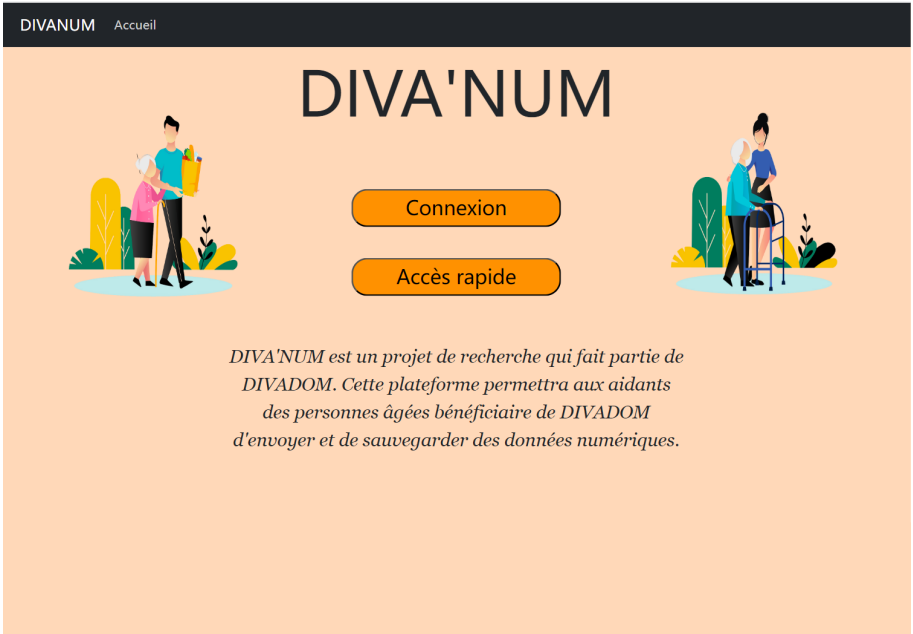 DIVANUM Accueil
DIVA'NUM
Connexion
Accès rapide
DIVA'NUM est un projet de recherche qui fait partie de
DIVADOM. Cette plateforme permettra aux aidants
des personnes âgées bénéficiaire de DIVADOM
d'envoyer et de sauvegarder des données numériques.